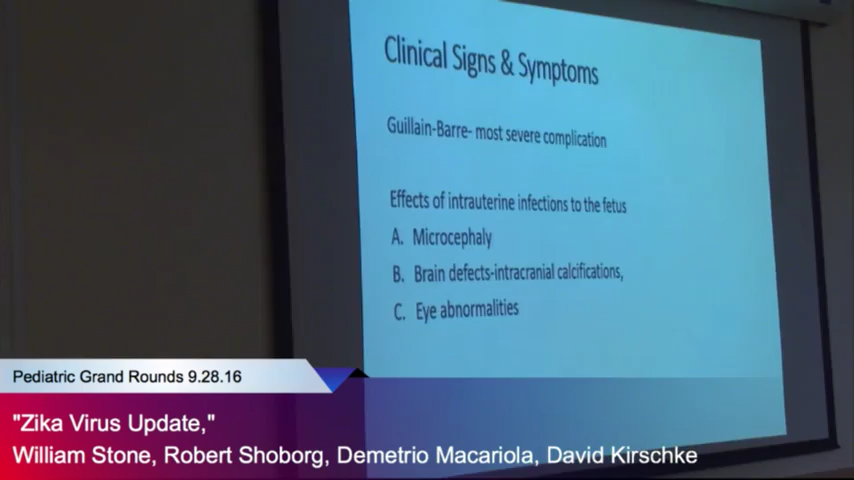 Clinical Signs & Symptoms
Guillain-Barre- most severe complication
Effects of intrauterine infections to the fetus
A. Microcephaly
B. Brain defects-intracranial calcifications,
C. Eye abnormalities
Pediatric Grand Rounds 9.28.16
"Zika Virus Update,"
William Stone, Robert Shoborg, Demetrio Macariola, David Kirschke